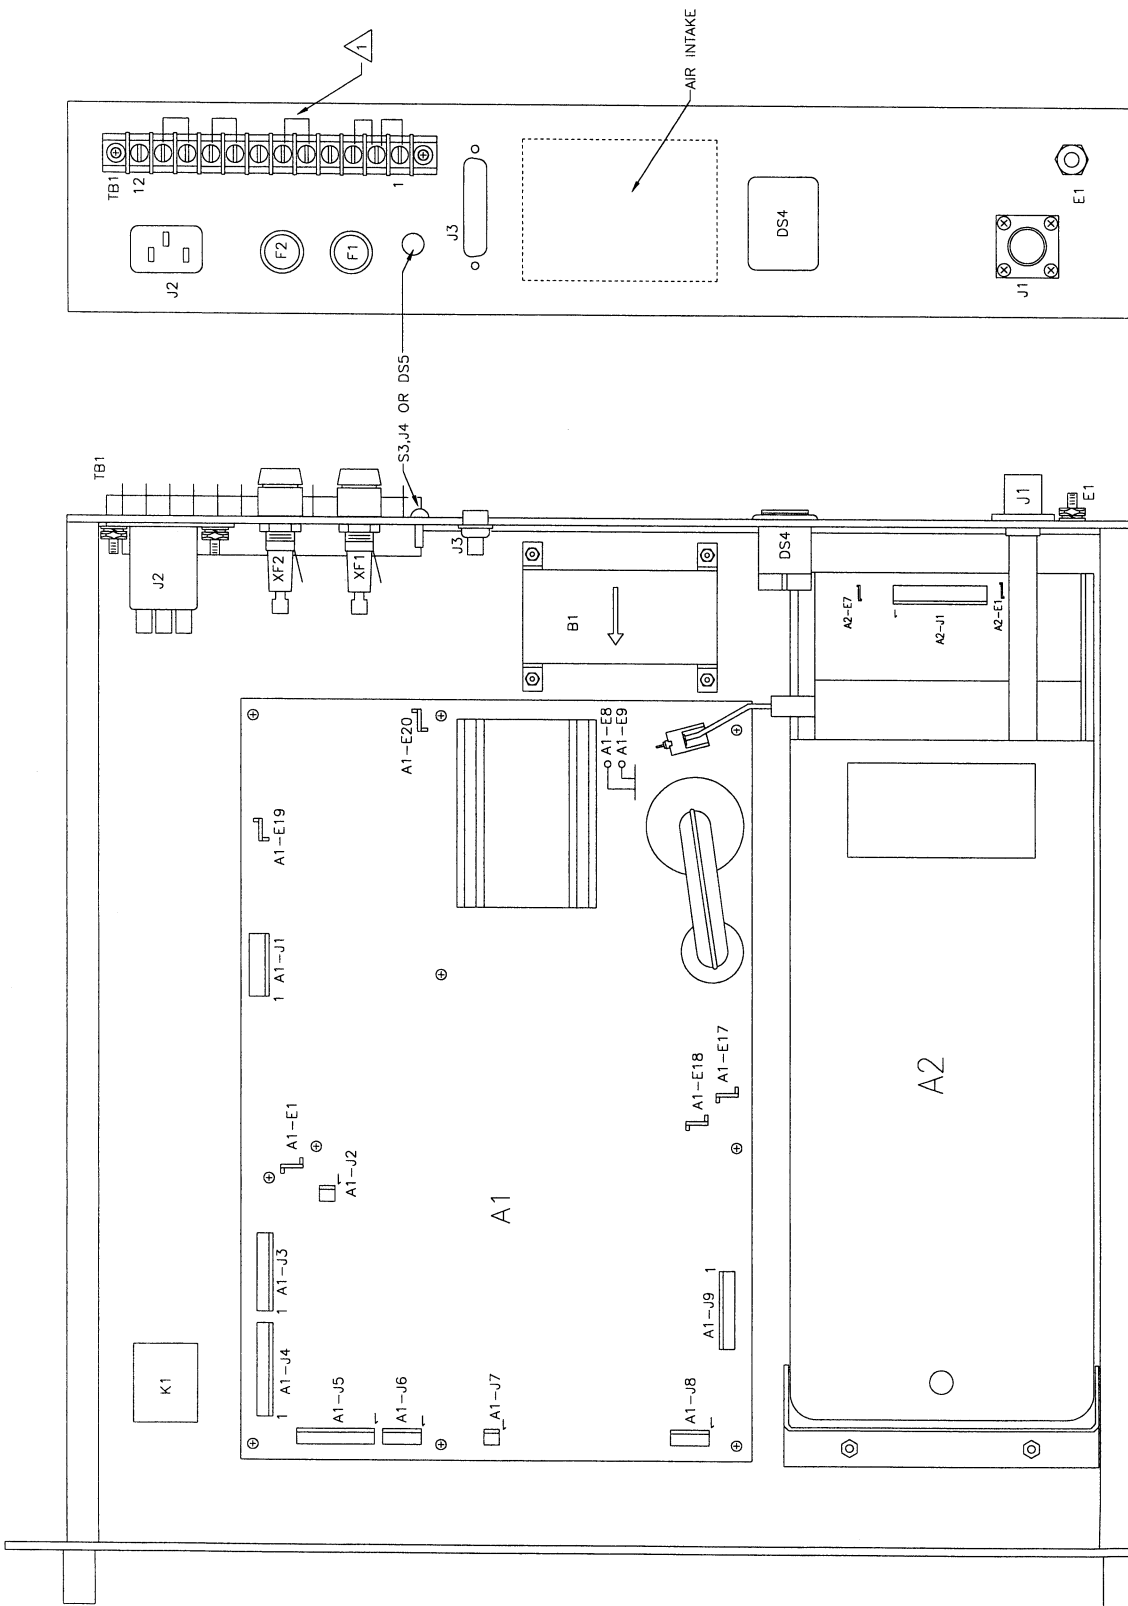 1
AIR INTAKE
TB1
12
1
J2
F2
F1
J3
DS4
J1
E1
S3,J4 OR DS5
TB1
J2
XF2
XF1
J3
B1
DS4
J1
E1
A2-E7
A2-J1
A2-E1
A1-E20
A1-E8
A1-E9
A1-E19
1 A1-J1
A1-E1
A1-J2
A1-E18
A1-E17
A1
A2
1 A1-J3
1 A1-J4
K1
A1-J5
A1-J6
A1-J7
A1-J8
A1-J9 1